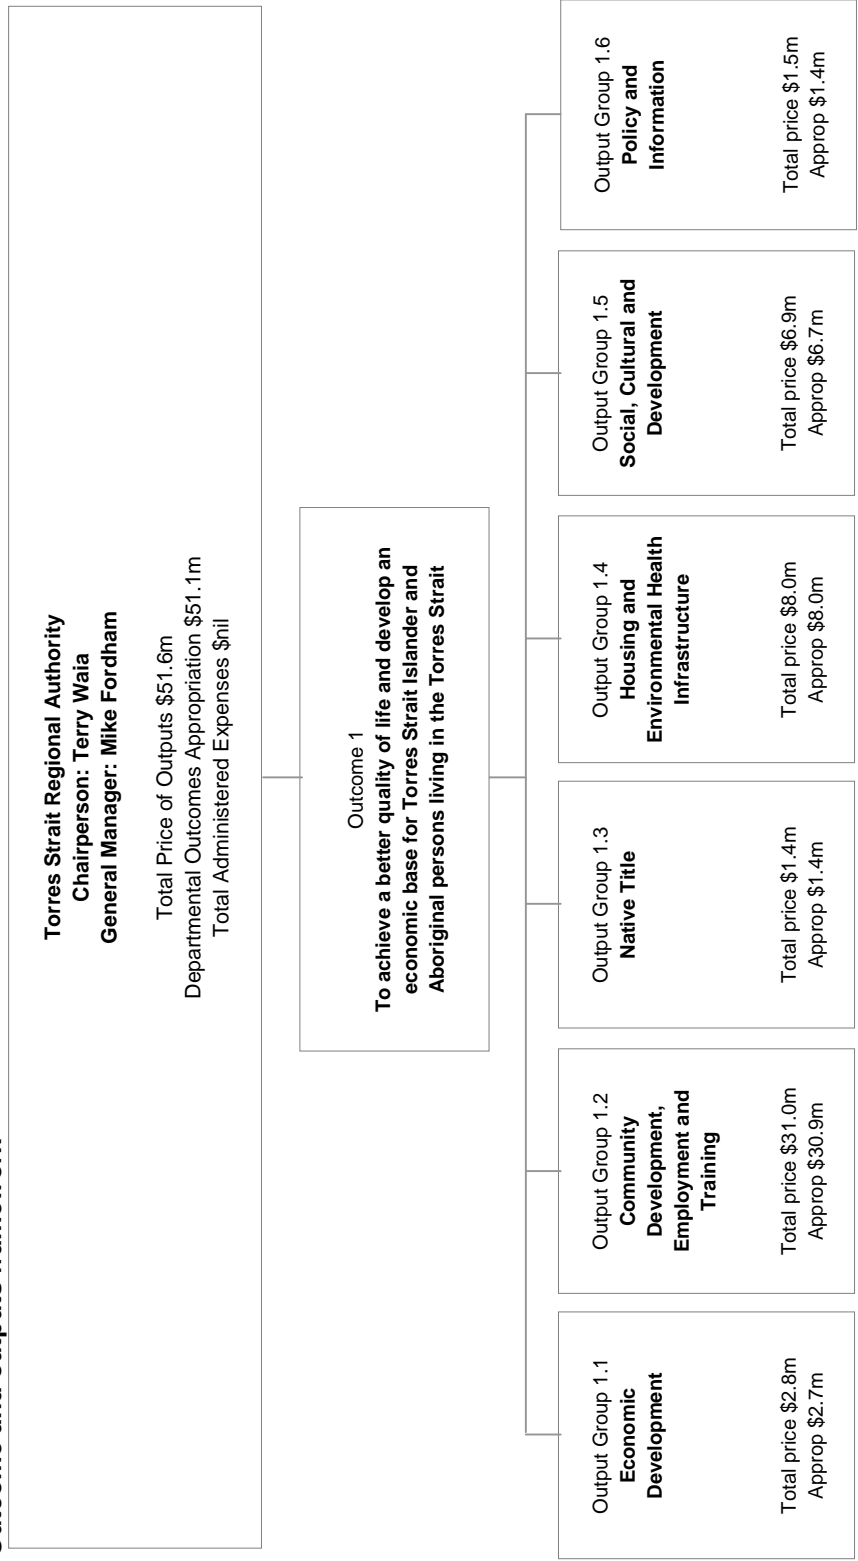 Torres Strait Regional Authority
Chairperson: Terry Waia
General Manager: Mike Fordham
Total Price of Outputs $51.6m
Departmental Outcomes Appropriation $51.1m
Total Administered Expenses $nil
Outcome 1
To achieve a better quality of life and develop an
economic base for Torres Strait Islander and
Aboriginal persons living in the Torres Strait
Output Group 1.1
Economic
Development
Total price $2.8m
Approp $2.7m
Output Group 1.2
Community
Development,
Employment and
Training
Total price $31.0m
Approp $30.9m
Output Group 1.3
Native Title
Total price $1.4m
Approp $1.4m
Output Group 1.4
Housing and
Environmental Health
Infrastructure
Total price $8.0m
Approp $8.0m
Output Group 1.5
Social, Cultural and
Development
Total price $6.9m
Approp $6.7m
Output Group 1.6
Policy and
Information
Total price $1.5m
Approp $1.4m